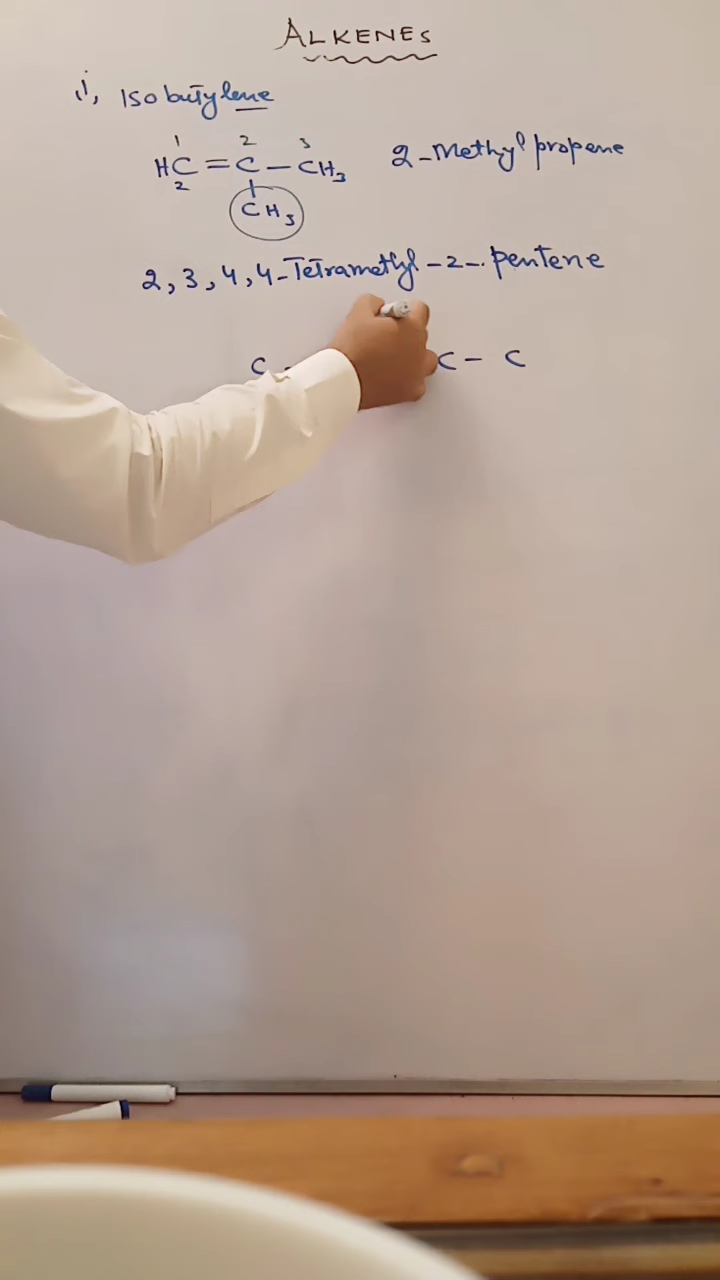 ALKENES
i, Isobutylene
1 2 3
HC = C – CH3 2-Methyl propene
2
CH3
2,3,4,4-Tetramethyl-2-pentene
C - C - C